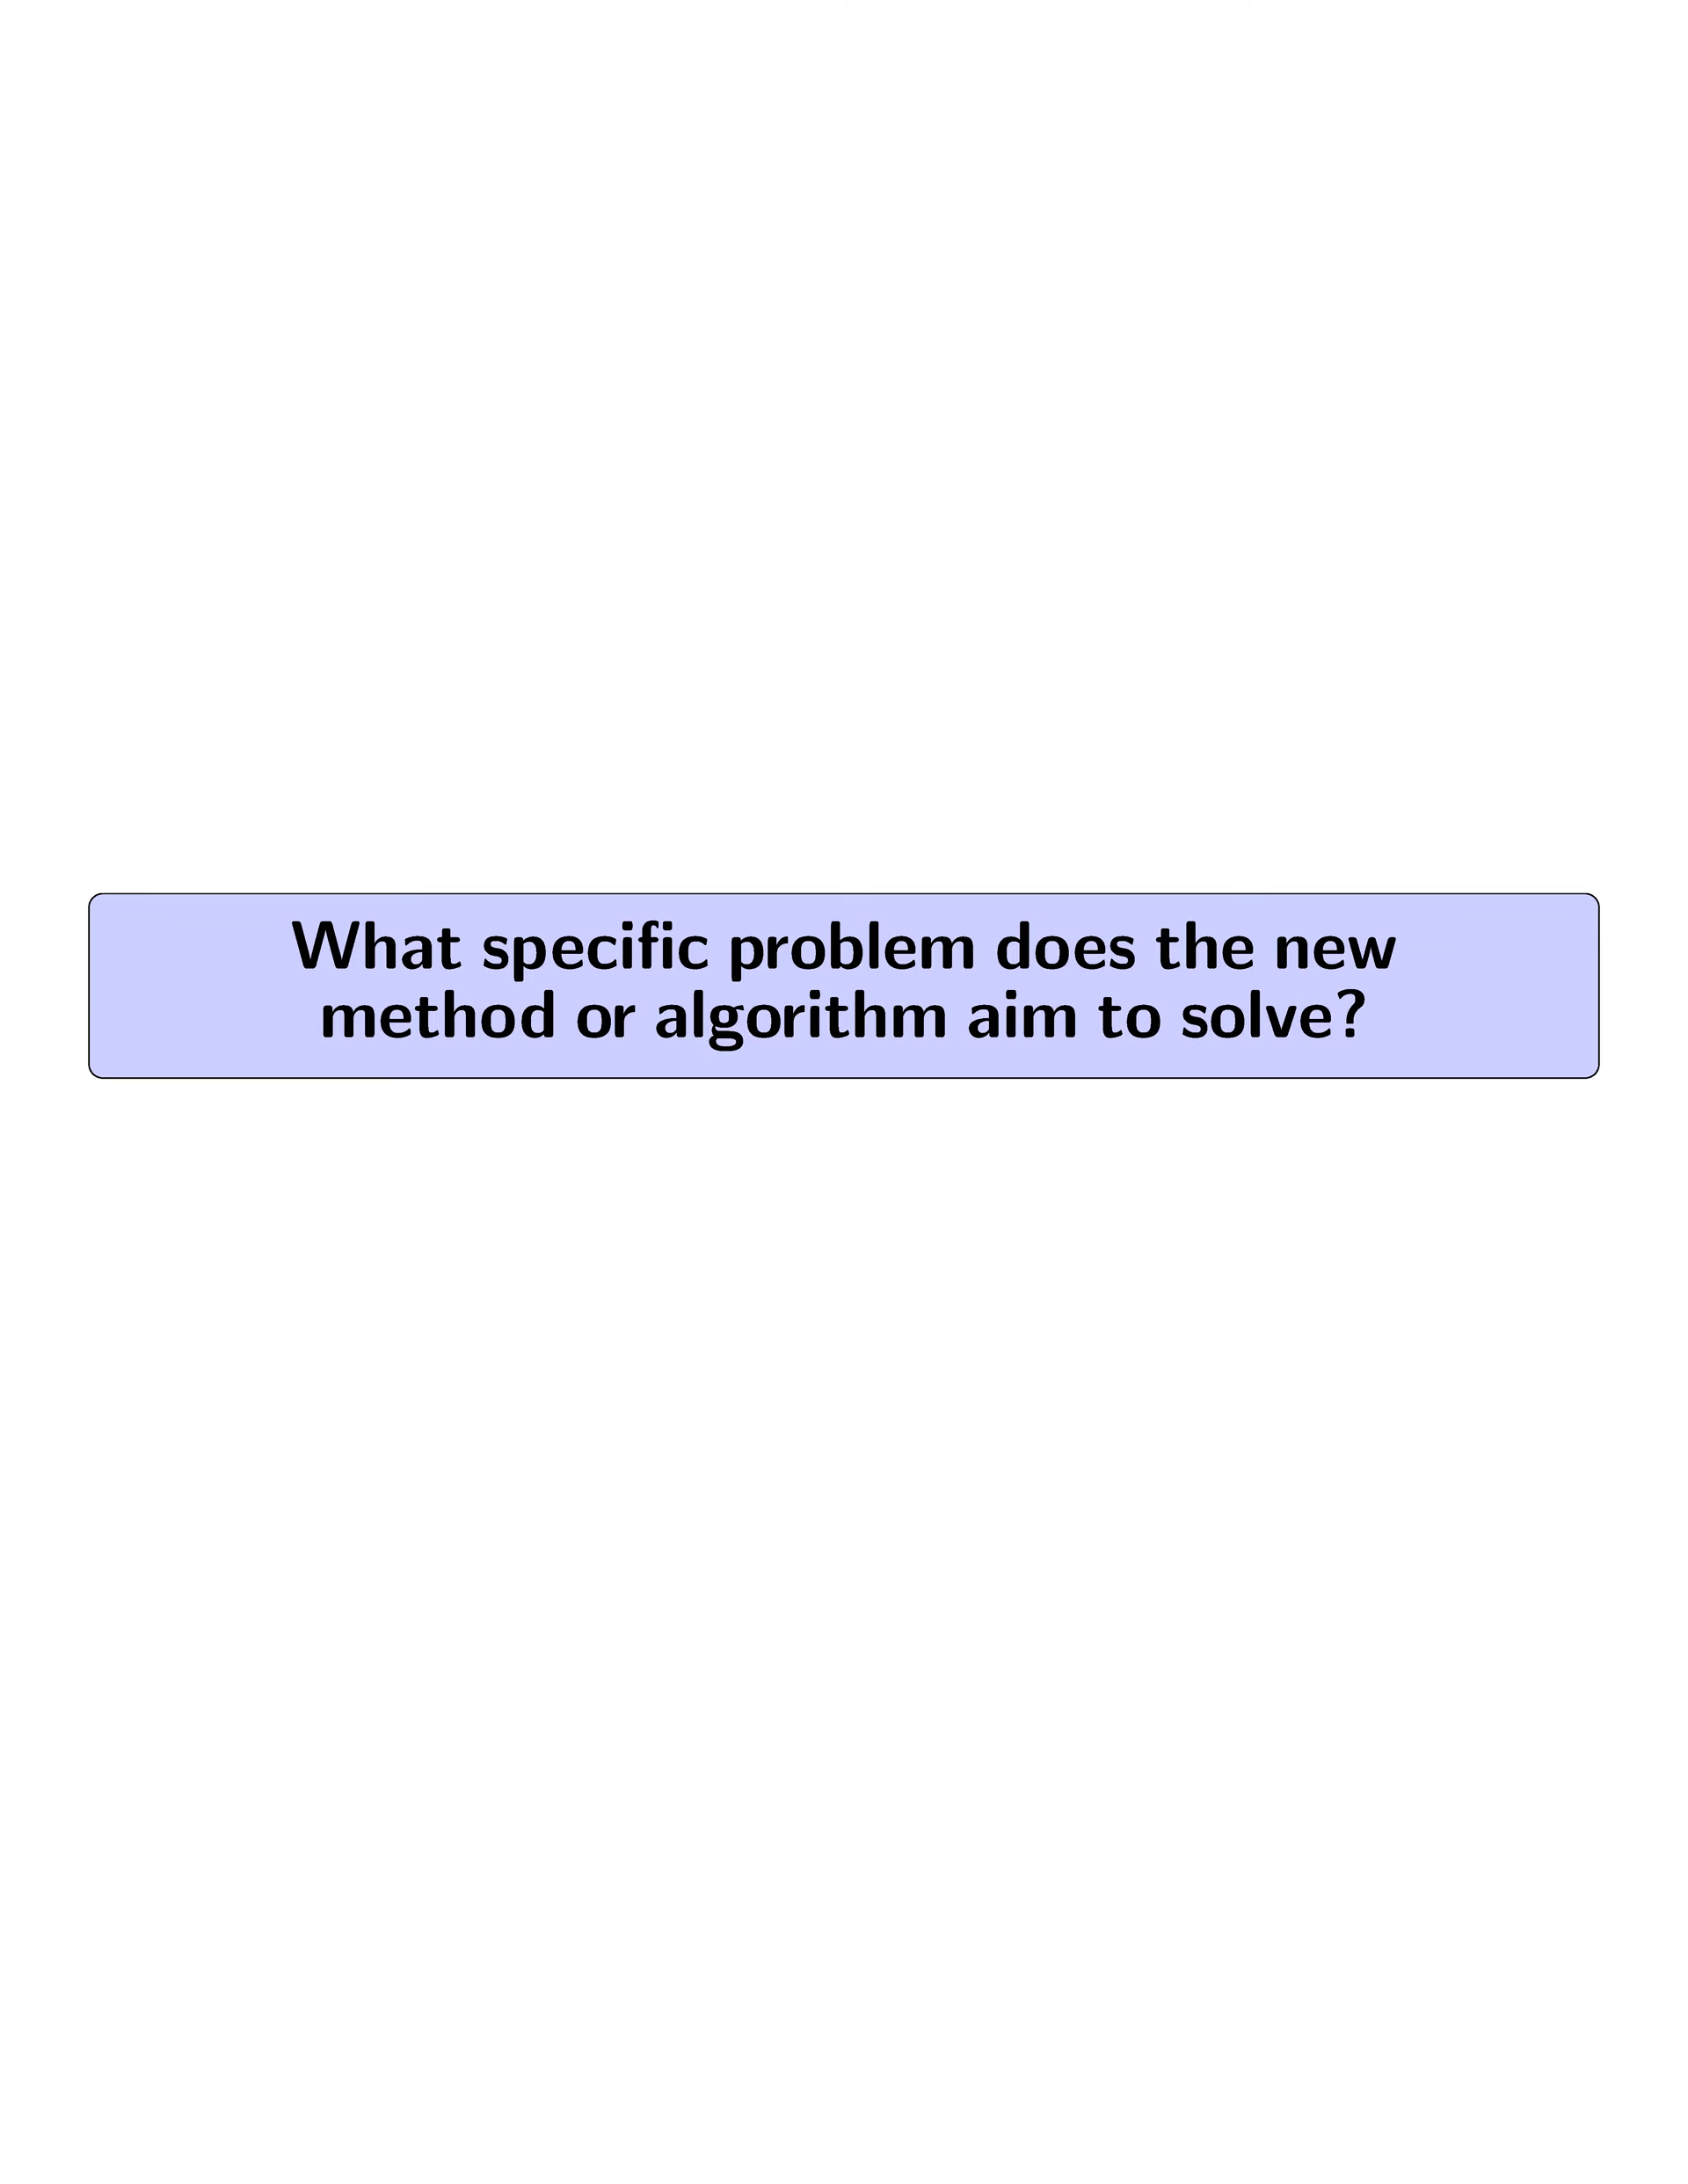 What specific problem does the new
method or algorithm aim to solve?